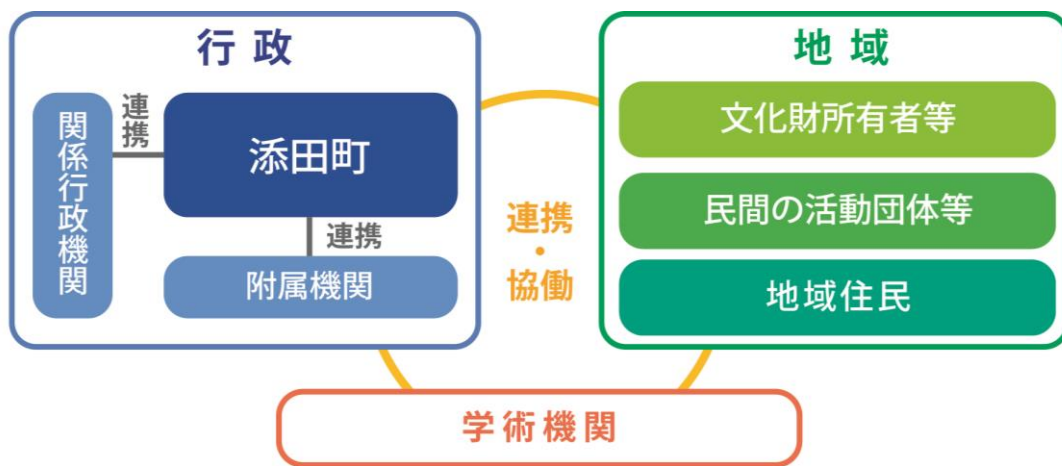 行政
関係行政機関
連携
添田町
連携
附属機関
連携
・
協働
地域
文化財所有者等
民間の活動団体等
地域住民
学術機関